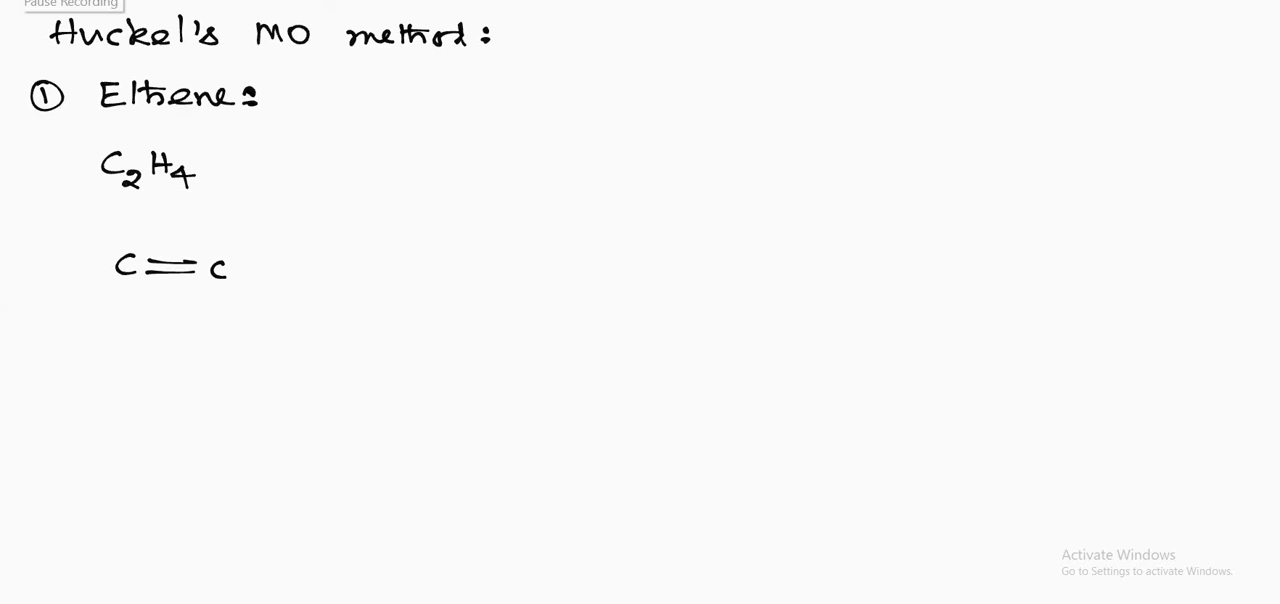 Pause Recording
Huckel's MO method :
① Ethene :
C₂H₄
C=C
Activate Windows
Go to Settings to activate Windows.